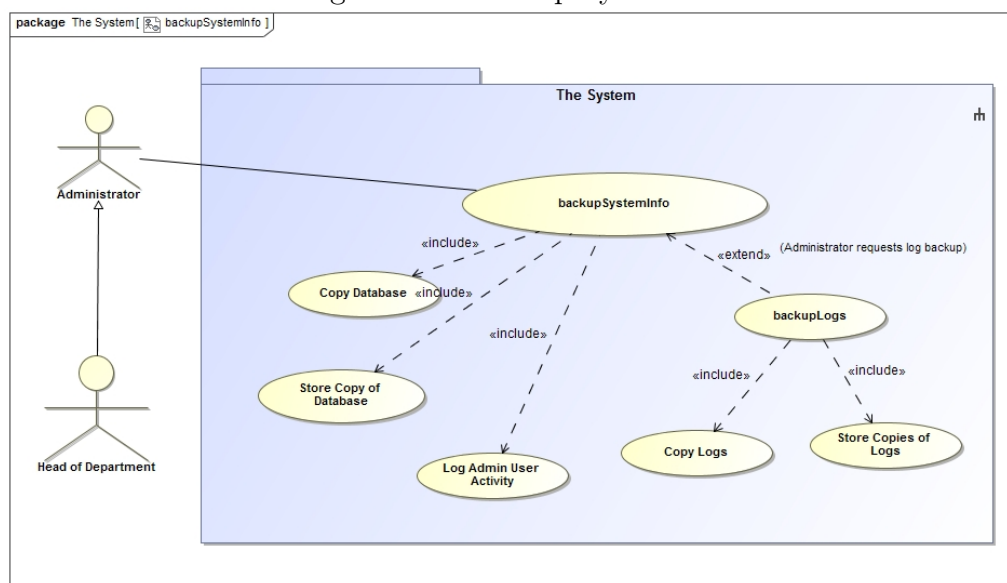 package The System[ backupSystemInfo ]
The System
Administrator
backupSystemInfo
«include»
«extend»
(Administrator requests log backup)
Copy Database
«include»
backupLogs
«include»
«include»
«include»
Store Copy of
Database
Head of Department
Log Admin User
Activity
Copy Logs
Store Copies of
Logs